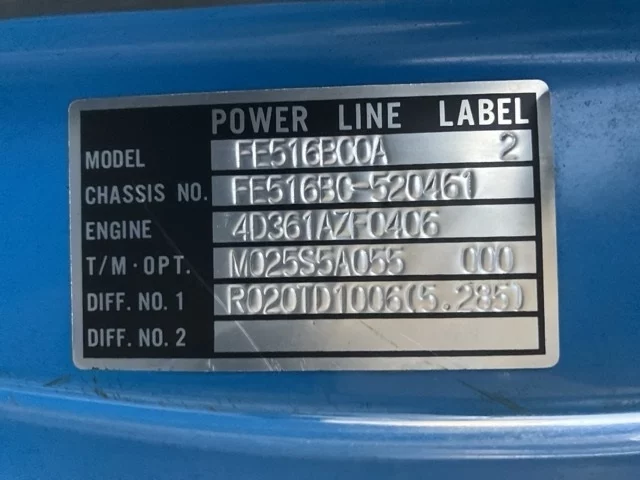 POWER LINE LABEL
MODEL FE516BC0A 2
CHASSIS NO. FE516BC-520461
ENGINE 4D361AZF0406
T/M·OPT. M025S5A055 000
DIFF. NO. 1 R020TD1006(5.285)
DIFF. NO. 2